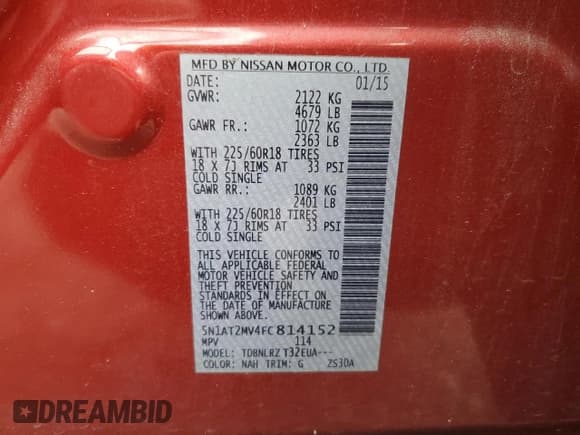 MFD BY NISSAN MOTOR CO., LTD.
DATE: 01/15
GVWR: 2122 KG
4679 LB
GAWR FR.: 1072 KG
2363 LB
WITH 225/60R18 TIRES
18 X 7J RIMS AT 33 PSI
COLD SINGLE
GAWR RR.: 1089 KG
2401 LB
WITH 225/60R18 TIRES
18 X 7J RIMS AT 33 PSI
COLD SINGLE
THIS VEHICLE CONFORMS TO
ALL APPLICABLE FEDERAL
MOTOR VEHICLE SAFETY AND
THEFT PREVENTION
STANDARDS IN EFFECT ON
THE DATE OF MANUFACTURE
SHOWN ABOVE.
5N1AT2MV4FC814152
MPV 114
MODEL: TDBNLRZ T32EUA---
COLOR: NAH TRIM: G ZS30A
DREAMBID